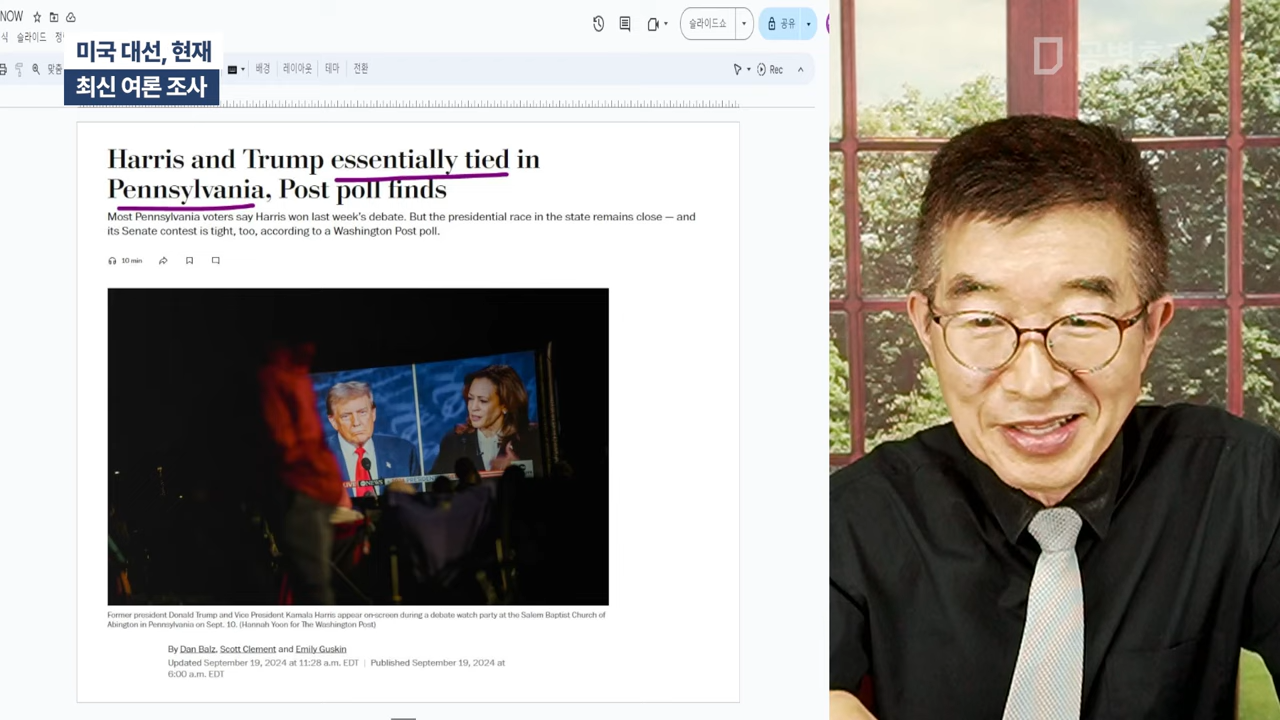 NOW
식 슬라이드
미국 대선, 현재
최신 여론 조사
맞춤
배경 레이아웃 테마 전환
슬라이드쇼
공유
Rec
Harris and Trump essentially tied in
Pennsylvania, Post poll finds
Most Pennsylvania voters say Harris won last week's debate. But the presidential race in the state remains close — and
its Senate contest is tight, too, according to a Washington Post poll.
10 min
Former president Donald Trump and Vice President Kamala Harris appear on-screen during a debate watch party at the Salem Baptist Church of
Abington in Pennsylvania on Sept. 10. (Hannah Yoon for The Washington Post)
By Dan Balz, Scott Clement and Emily Guskin
Updated September 19, 2024 at 11:28 a.m. EDT | Published September 19, 2024 at
6:00 a.m. EDT